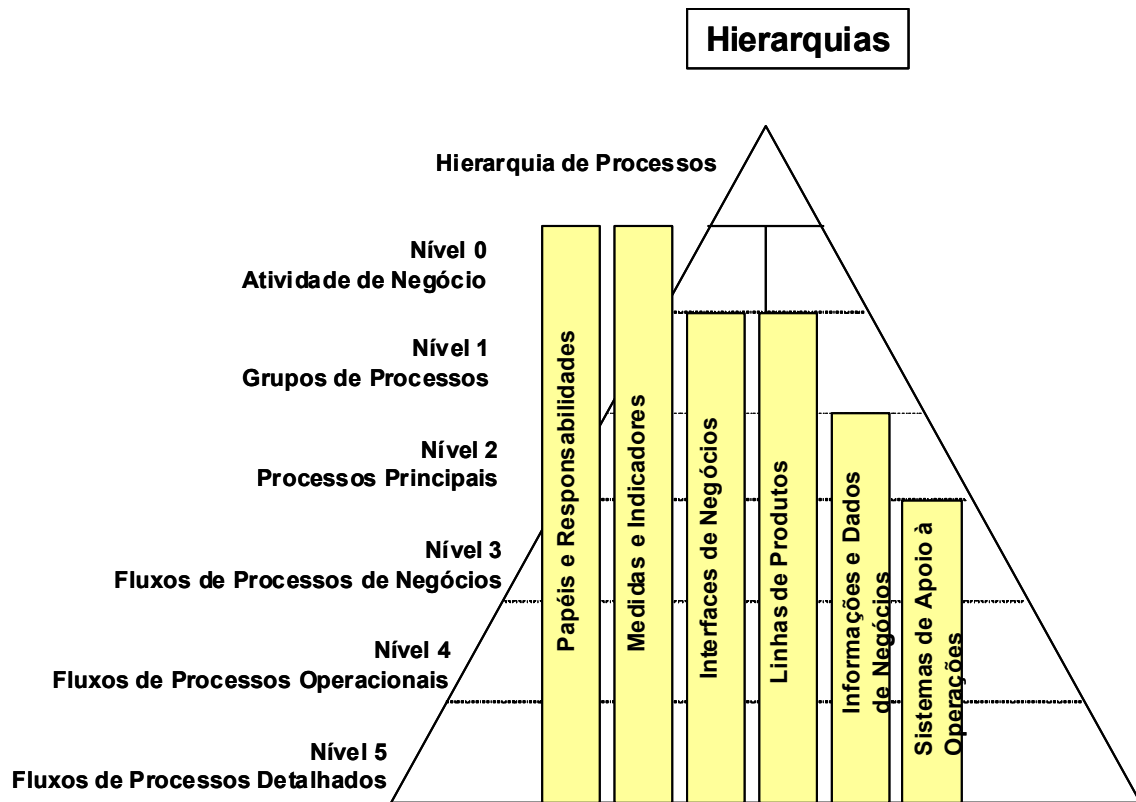 Hierarquias
Hierarquia de Processos
Nível 0
Atividade de Negócio
Nível 1
Grupos de Processos
Nível 2
Processos Principais
Nível 3
Fluxos de Processos de Negócios
Nível 4
Fluxos de Processos Operacionais
Nível 5
Fluxos de Processos Detalhados
Papéis e Responsabilidades
Medidas e Indicadores
Interfaces de Negócios
Linhas de Produtos
Informações e Dados
de Negócios
Sistemas de Apoio à
Operações